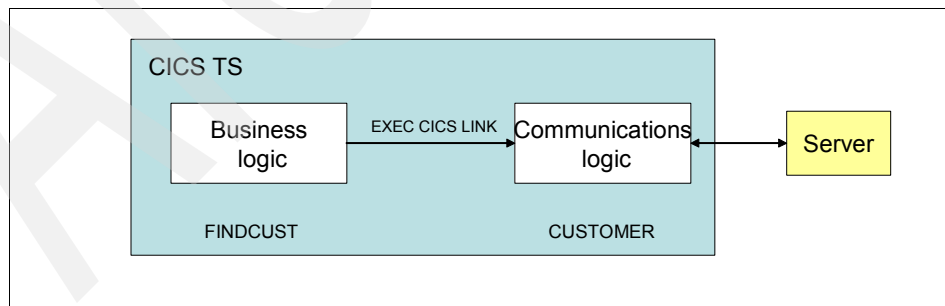 CICS TS
Business
logic
EXEC CICS LINK
Communications
logic
Server
FINDCUST
CUSTOMER